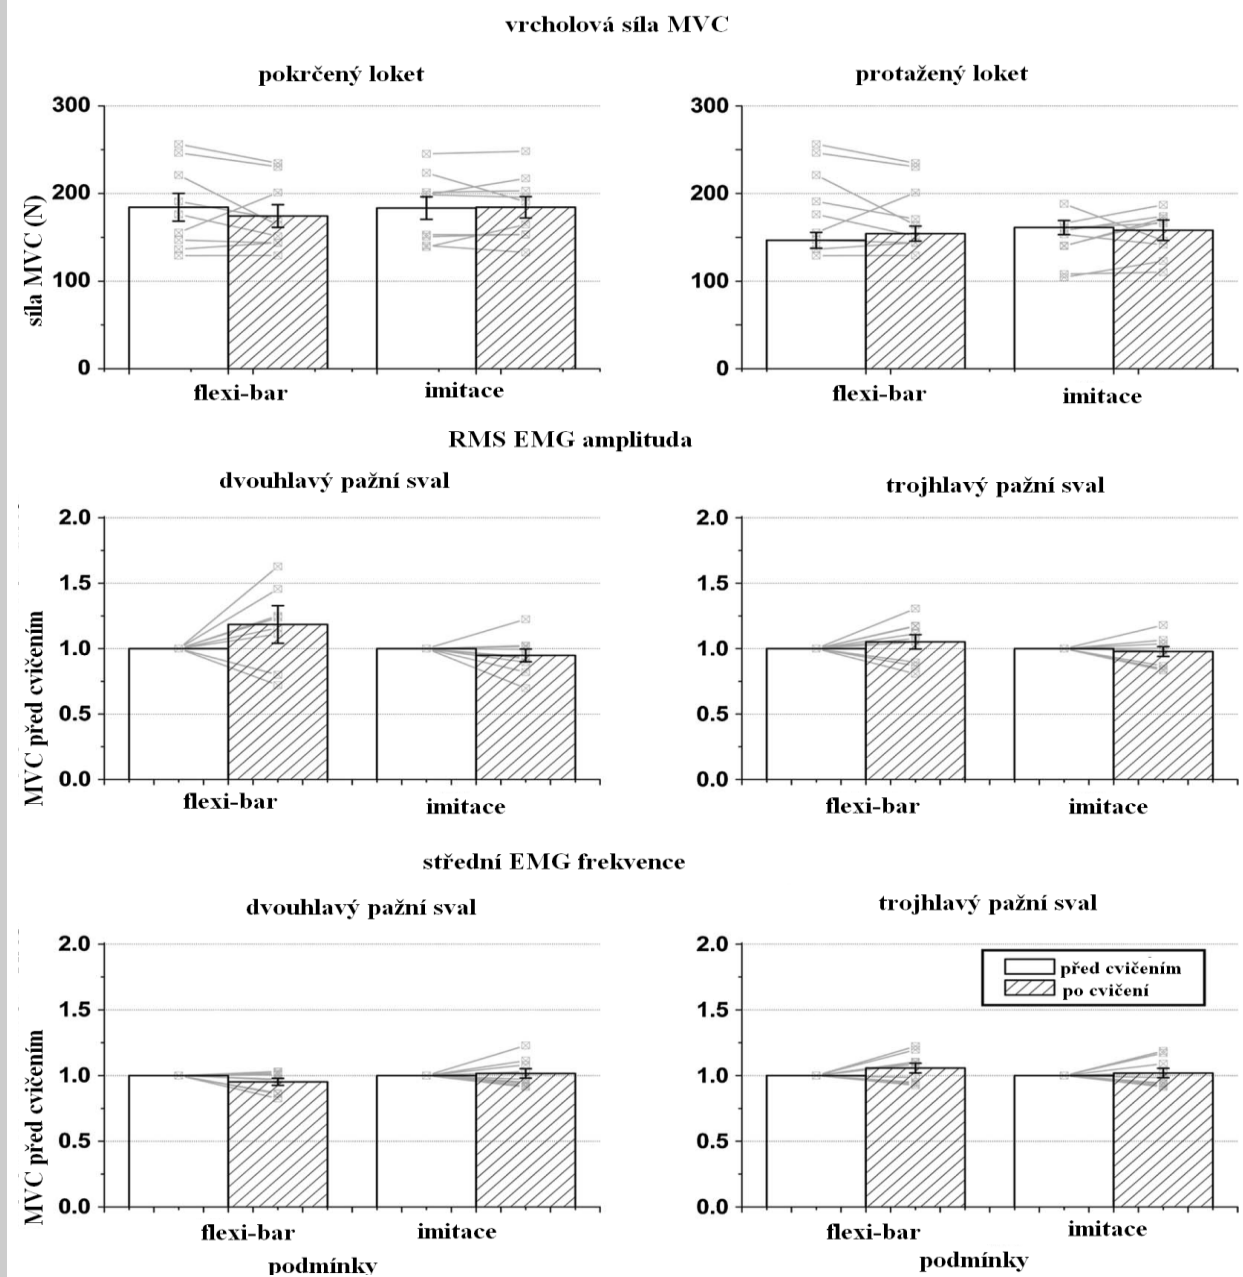 vrcholová síla MVC
pokrčený loket
protažený loket
síla MVC (N)
300
200
100
0
flexi-bar
imitace
300
200
100
0
flexi-bar
imitace
RMS EMG amplituda
dvouhlavý pažní sval
trojhlavý pažní sval
MVC před cvičením
2.0
1.5
1.0
0.5
0.0
flexi-bar
imitace
2.0
1.5
1.0
0.5
0.0
flexi-bar
imitace
střední EMG frekvence
dvouhlavý pažní sval
trojhlavý pažní sval
MVC před cvičením
2.0
1.5
1.0
0.5
0.0
flexi-bar
imitace
podmínky
2.0
1.5
1.0
0.5
0.0
před cvičením
po cvičení
flexi-bar
imitace
podmínky